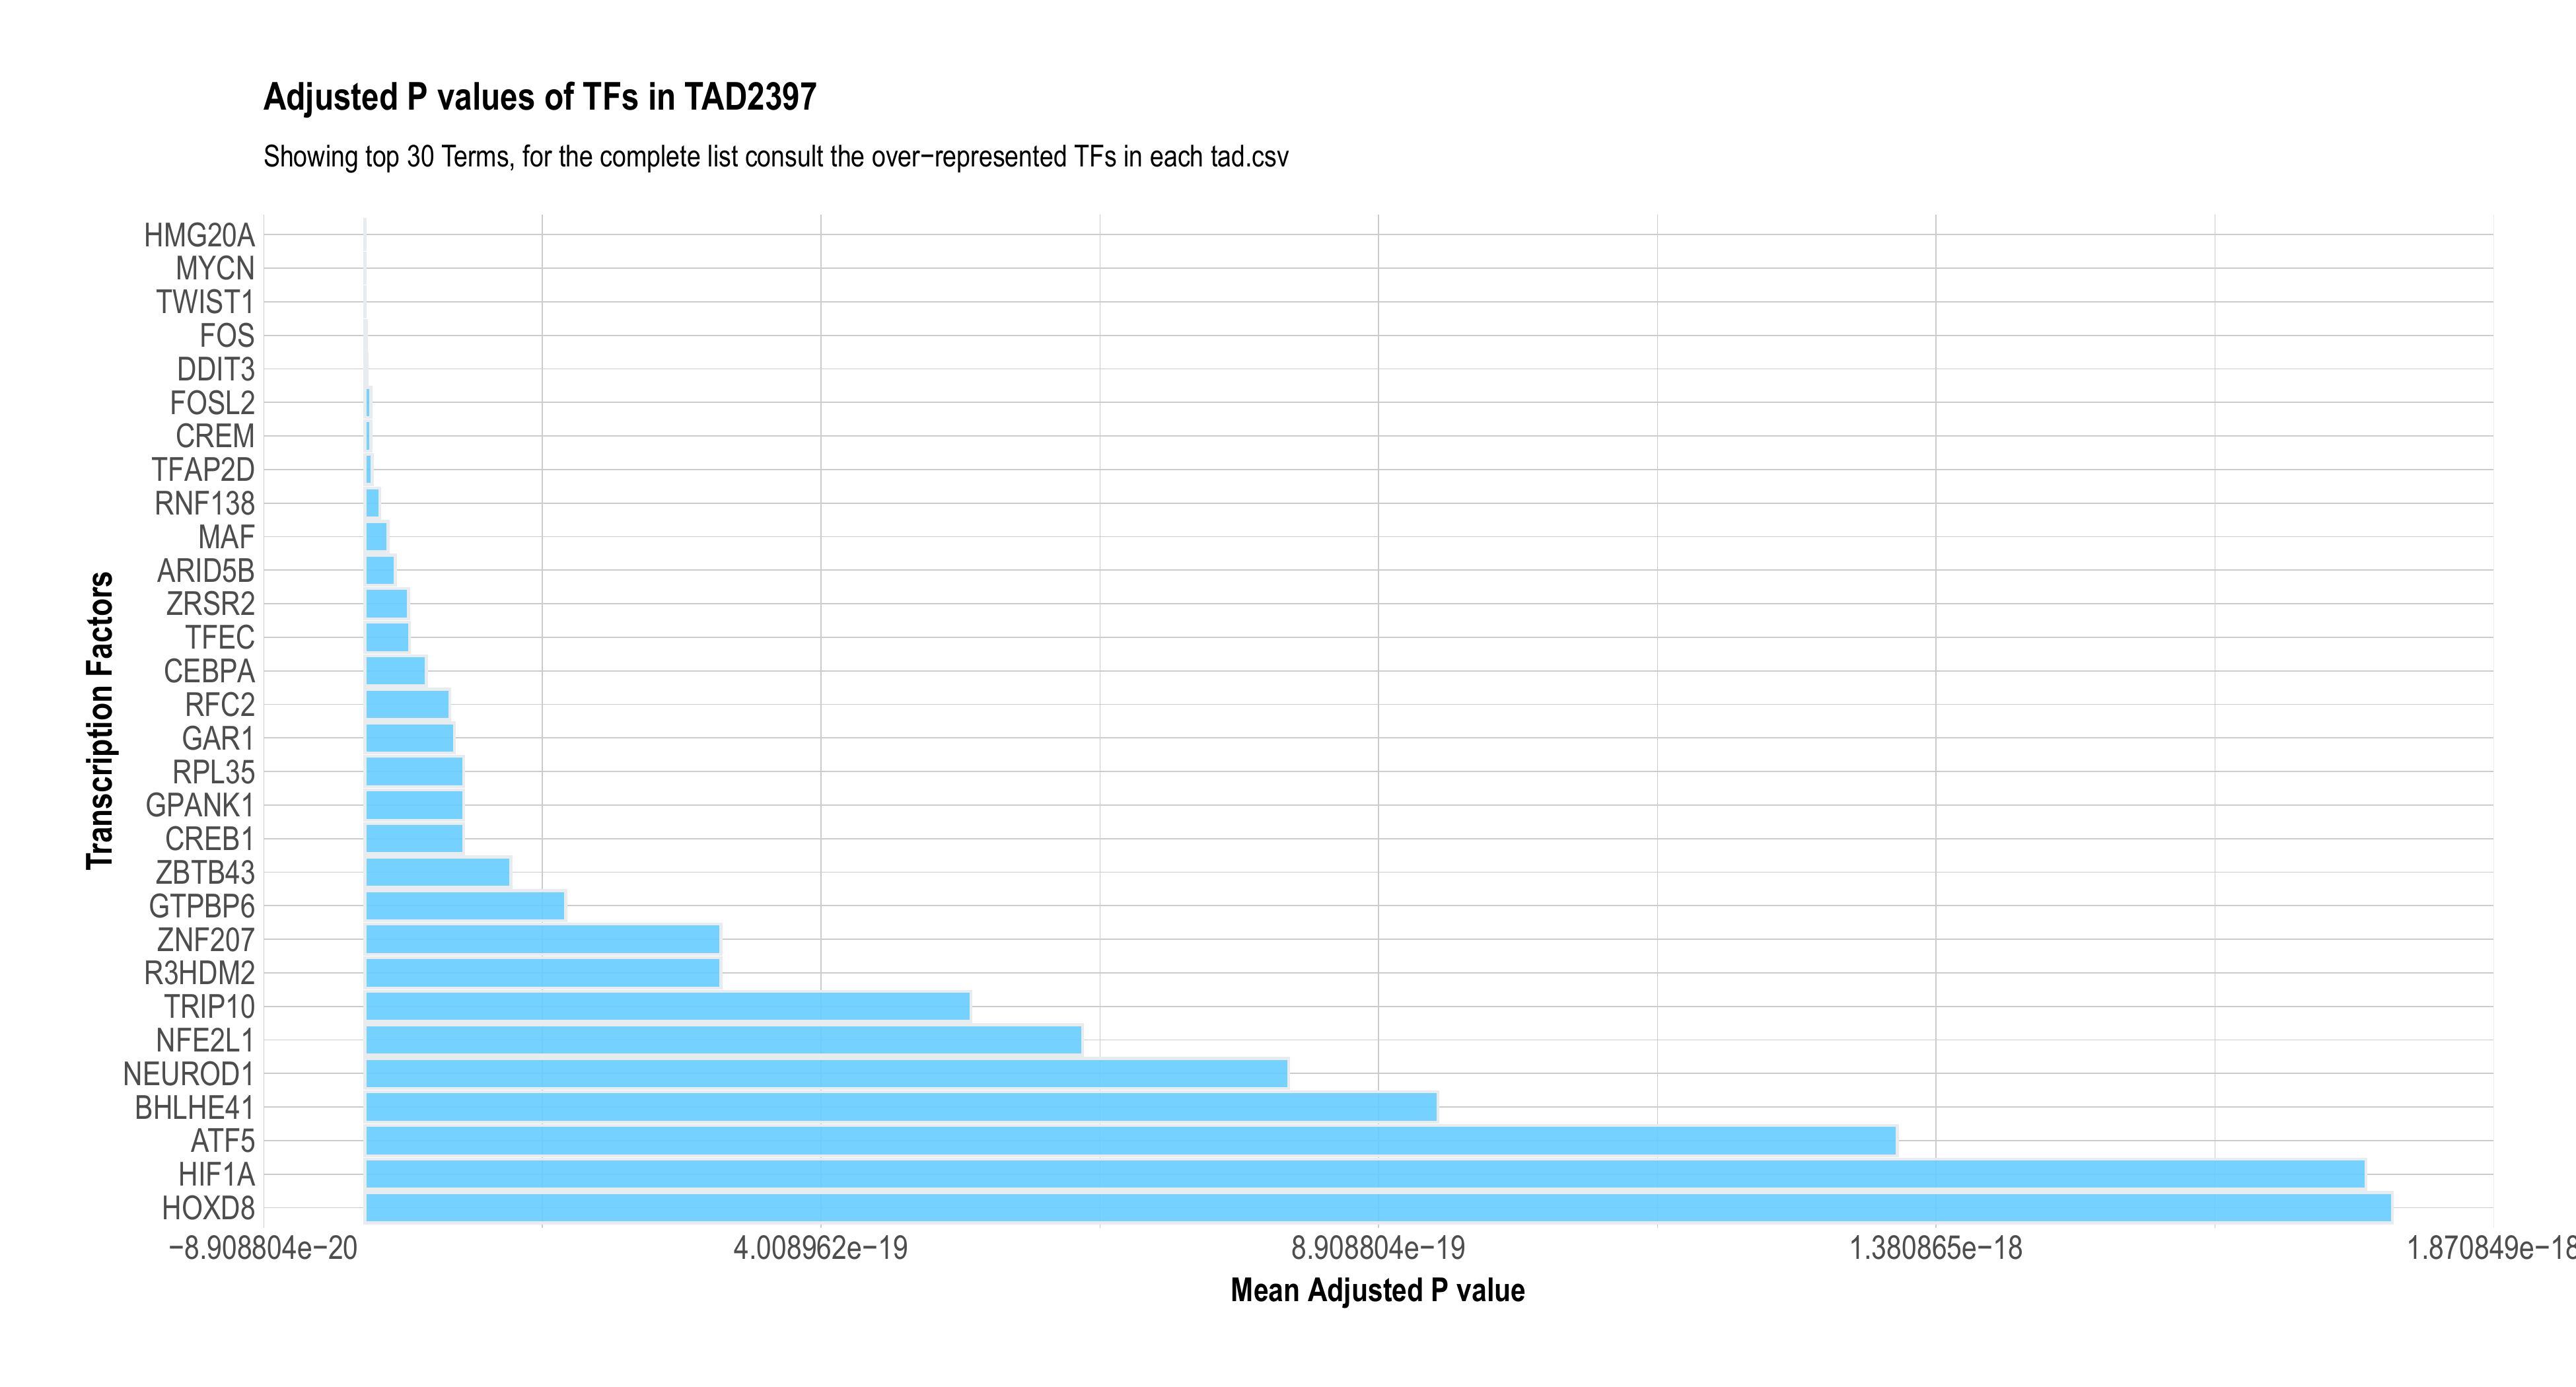 Adjusted P values of TFs in TAD2397
Showing top 30 Terms, for the complete list consult the over−represented TFs in each tad.csv
Transcription Factors
HMG20A
MYCN
TWIST1
FOS
DDIT3
FOSL2
CREM
TFAP2D
RNF138
MAF
ARID5B
ZRSR2
TFEC
CEBPA
RFC2
GAR1
RPL35
GPANK1
CREB1
ZBTB43
GTPBP6
ZNF207
R3HDM2
TRIP10
NFE2L1
NEUROD1
BHLHE41
ATF5
HIF1A
HOXD8
−8.908804e−20 4.008962e−19 8.908804e−19 1.380865e−18 1.870849e−18
Mean Adjusted P value